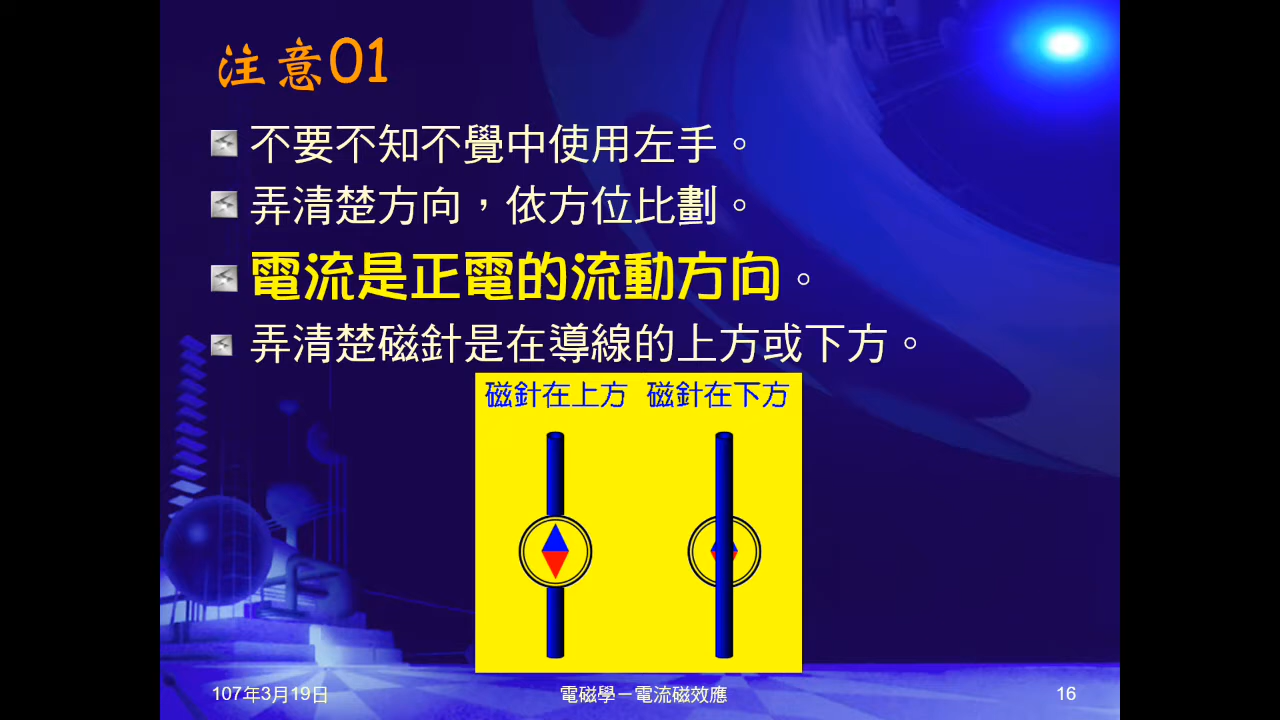 注意01
不要不知不覺中使用左手。
弄清楚方向，依方位比劃。
電流是正電的流動方向。
弄清楚磁針是在導線的上方或下方。
磁針在上方 磁針在下方
107年3月19日 電磁學－電流磁效應 16